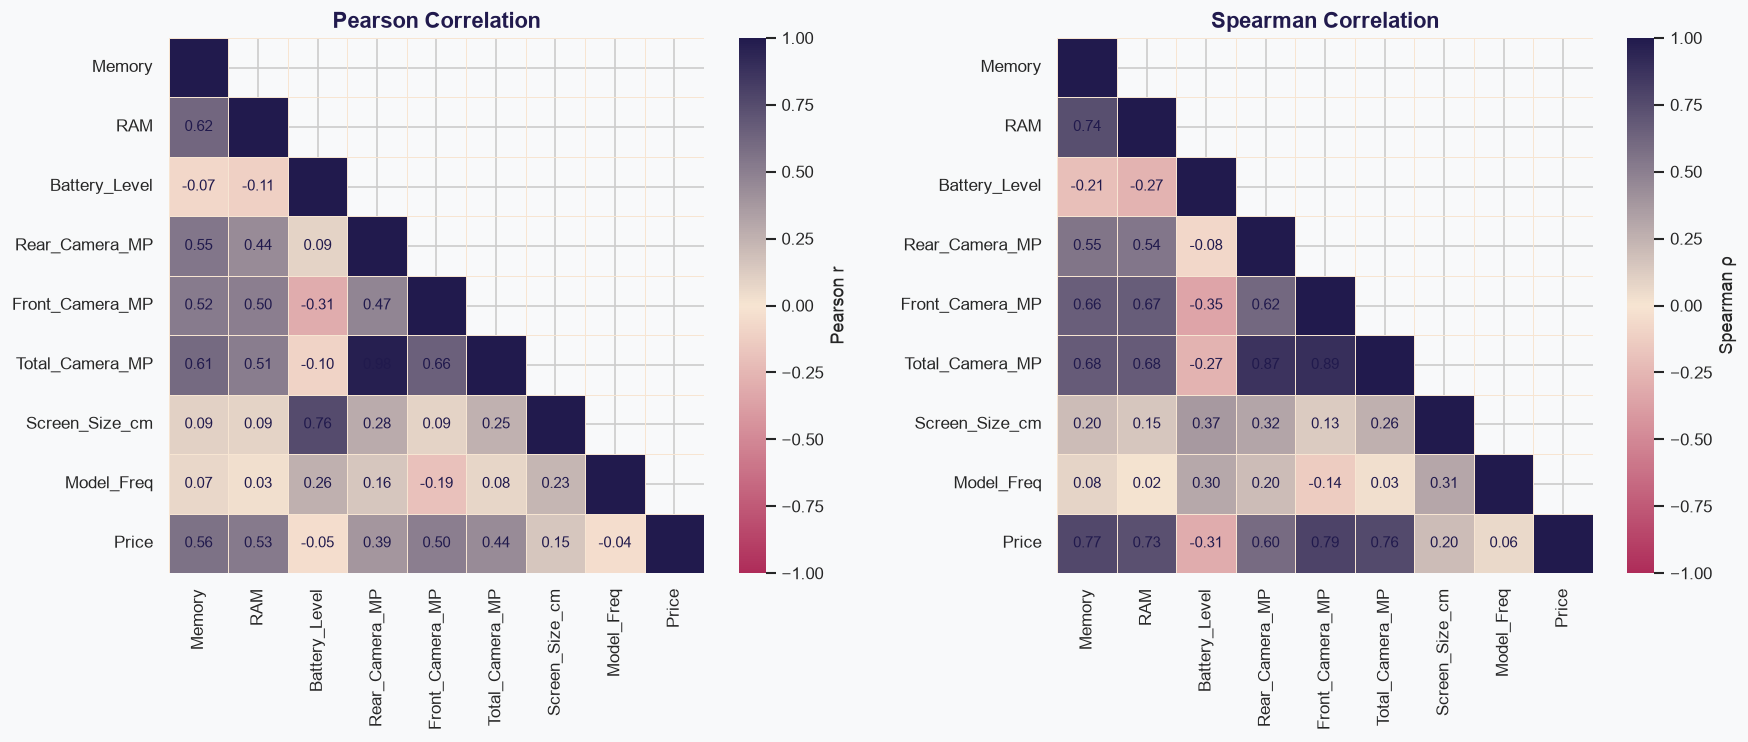 Pearson Correlation
Memory
RAM 0.62
Battery_Level -0.07 -0.11
Rear_Camera_MP 0.55 0.44 0.09
Front_Camera_MP 0.52 0.50 -0.31 0.47
Total_Camera_MP 0.61 0.51 -0.10 0.66
Screen_Size_cm 0.09 0.09 0.76 0.28 0.09 0.25
Model_Freq 0.07 0.03 0.26 0.16 -0.19 0.08 0.23
Price 0.56 0.53 -0.05 0.39 0.50 0.44 0.15 -0.04
Memory
RAM
Battery_Level
Rear_Camera_MP
Front_Camera_MP
Total_Camera_MP
Screen_Size_cm
Model_Freq
Price
1.00
0.75
0.50
0.25
0.00
−0.25
−0.50
−0.75
−1.00
Pearson r
Spearman Correlation
Memory
RAM 0.74
Battery_Level -0.21 -0.27
Rear_Camera_MP 0.55 0.54 -0.08
Front_Camera_MP 0.66 0.67 -0.35 0.62
Total_Camera_MP 0.68 0.68 -0.27 0.87 0.89
Screen_Size_cm 0.20 0.15 0.37 0.32 0.13 0.26
Model_Freq 0.08 0.02 0.30 0.20 -0.14 0.03 0.31
Price 0.77 0.73 -0.31 0.60 0.79 0.76 0.20 0.06
Memory
RAM
Battery_Level
Rear_Camera_MP
Front_Camera_MP
Total_Camera_MP
Screen_Size_cm
Model_Freq
Price
1.00
0.75
0.50
0.25
0.00
−0.25
−0.50
−0.75
−1.00
Spearman ρ